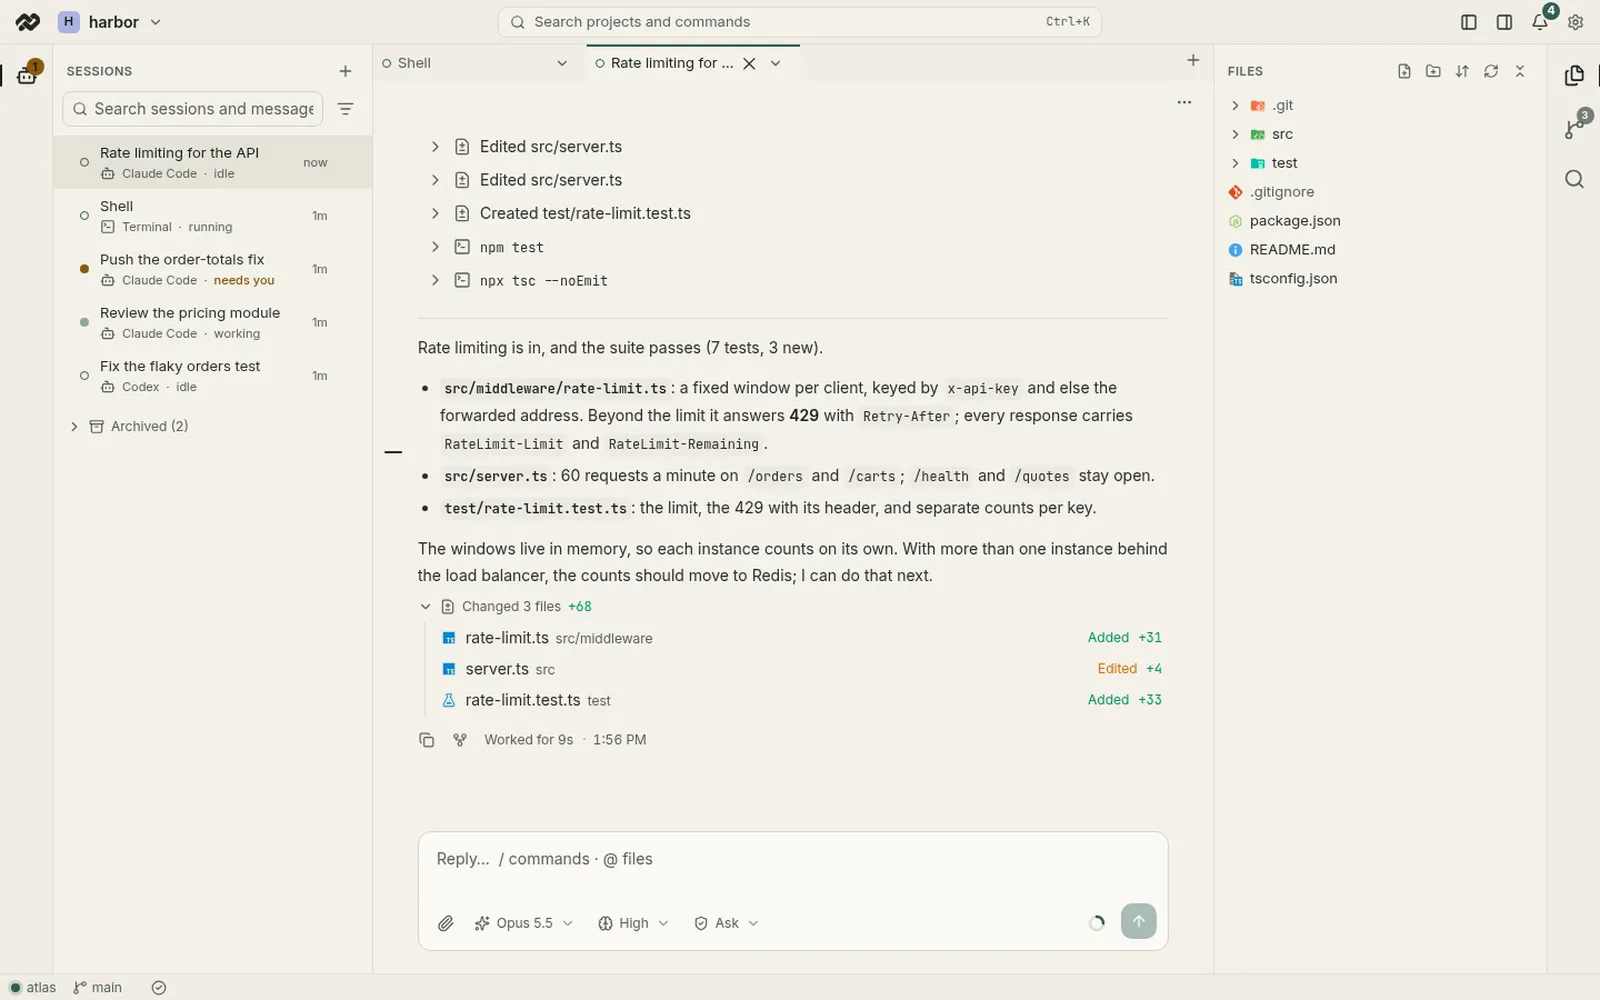 H harbor
Search projects and commands Ctrl+K
4
1
SESSIONS
Search sessions and message
Rate limiting for the API now
Claude Code · idle
Shell 1m
Terminal · running
Push the order-totals fix 1m
Claude Code · needs you
Review the pricing module 1m
Claude Code · working
Fix the flaky orders test 1m
Codex · idle
Archived (2)
Shell
Rate limiting for ...
Edited src/server.ts
Edited src/server.ts
Created test/rate-limit.test.ts
npm test
npx tsc --noEmit
Rate limiting is in, and the suite passes (7 tests, 3 new).
• src/middleware/rate-limit.ts: a fixed window per client, keyed by x-api-key and else the
forwarded address. Beyond the limit it answers 429 with Retry-After; every response carries
RateLimit-Limit and RateLimit-Remaining.
• src/server.ts: 60 requests a minute on /orders and /carts; /health and /quotes stay open.
• test/rate-limit.test.ts: the limit, the 429 with its header, and separate counts per key.
The windows live in memory, so each instance counts on its own. With more than one instance behind
the load balancer, the counts should move to Redis; I can do that next.
Changed 3 files +68
rate-limit.ts src/middleware Added +31
server.ts src Edited +4
rate-limit.test.ts test Added +33
Worked for 9s · 1:56 PM
Reply... / commands · @ files
Opus 5.5 High Ask
FILES
.git
src
test
.gitignore
package.json
README.md
tsconfig.json
3
atlas main